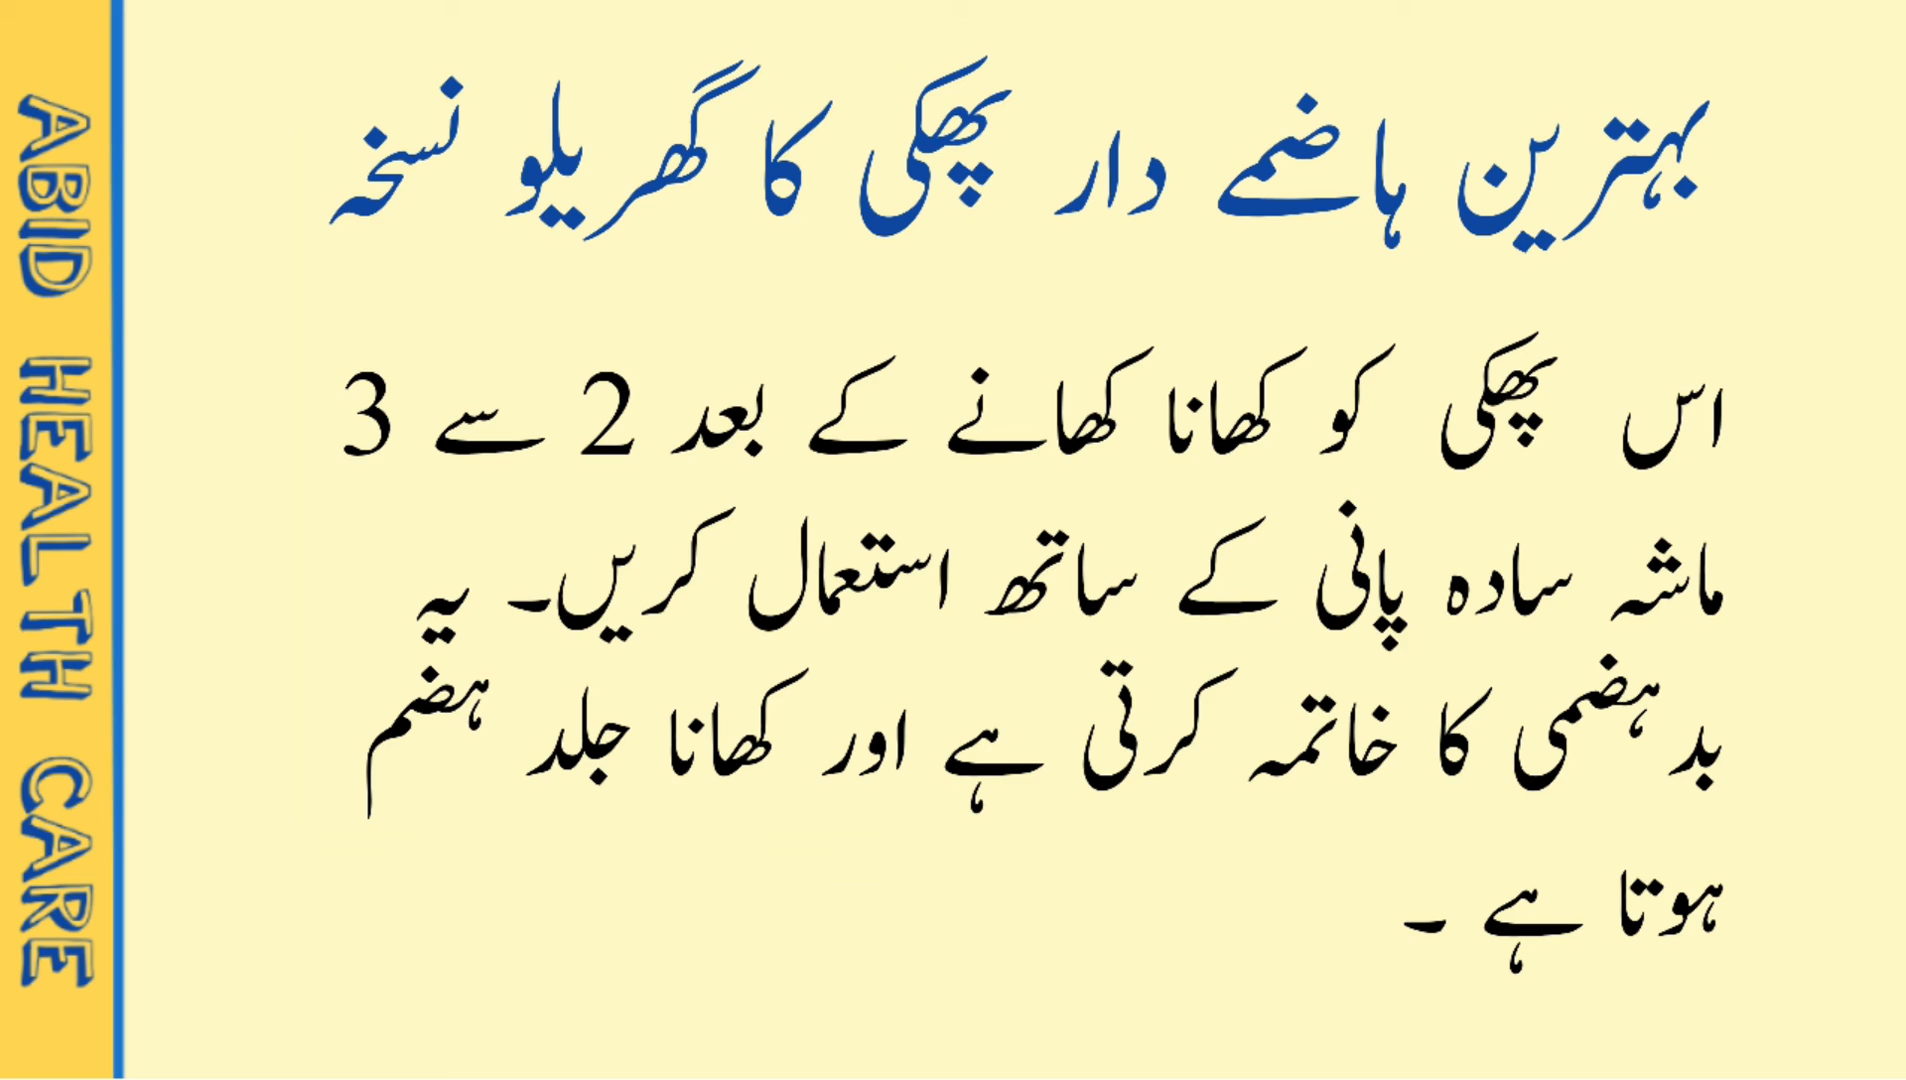 بہترین ہاضمے دار پھکی کا گھریلو نسخہ
اس پھکی کو کھانا کھانے کے بعد 2 سے 3
ماشہ سادہ پانی کے ساتھ استعمال کریں۔ یہ
بدہضمی کا خاتمہ کرتی ہے اور کھانا جلد ہضم
ہوتا ہے ۔
ABID HEALTH CARE